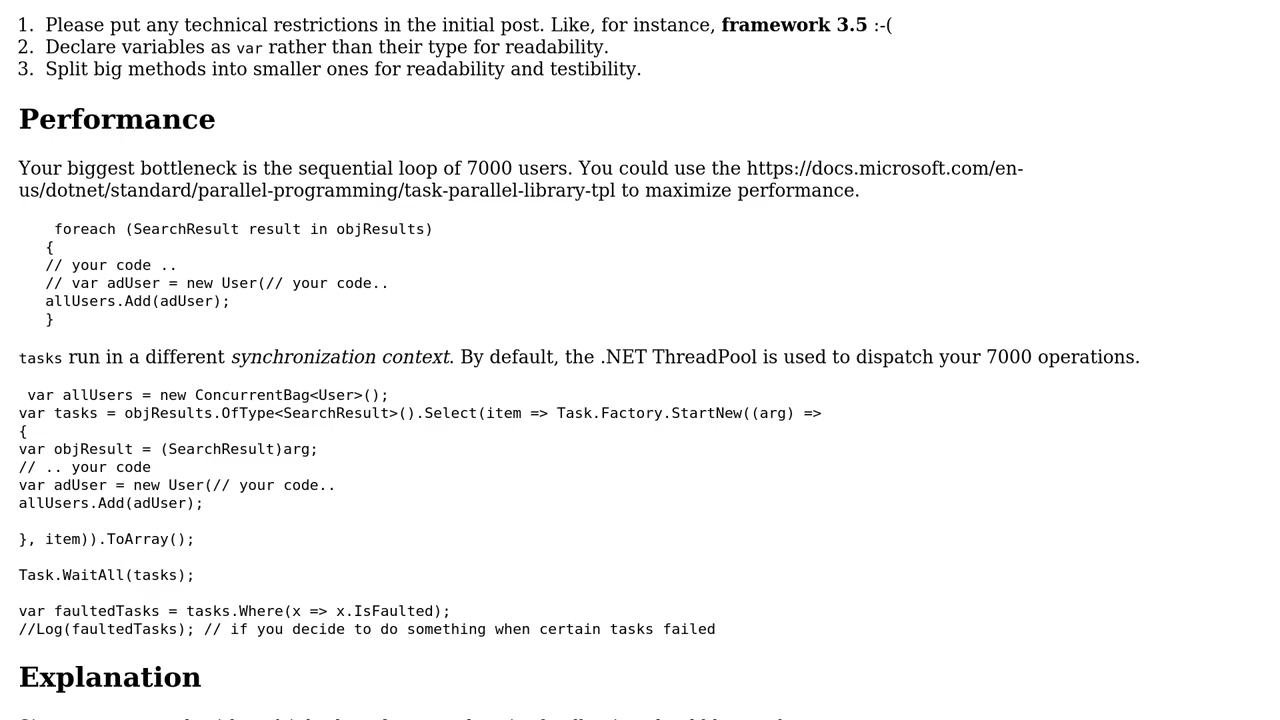 1. Please put any technical restrictions in the initial post. Like, for instance, framework 3.5 :-(
2. Declare variables as var rather than their type for readability.
3. Split big methods into smaller ones for readability and testibility.
Performance
Your biggest bottleneck is the sequential loop of 7000 users. You could use the https://docs.microsoft.com/en-
us/dotnet/standard/parallel-programming/task-parallel-library-tpl to maximize performance.
foreach (SearchResult result in objResults)
{
// your code ..
// var adUser = new User(// your code..
allUsers.Add(adUser);
}
tasks run in a different synchronization context. By default, the .NET ThreadPool is used to dispatch your 7000 operations.
var allUsers = new ConcurrentBag<User>();
var tasks = objResults.OfType<SearchResult>().Select(item => Task.Factory.StartNew((arg) =>
{
var objResult = (SearchResult)arg;
// .. your code
var adUser = new User(// your code..
allUsers.Add(adUser);
}, item)).ToArray();
Task.WaitAll(tasks);
var faultedTasks = tasks.Where(x => x.IsFaulted);
//Log(faultedTasks); // if you decide to do something when certain tasks failed
Explanation